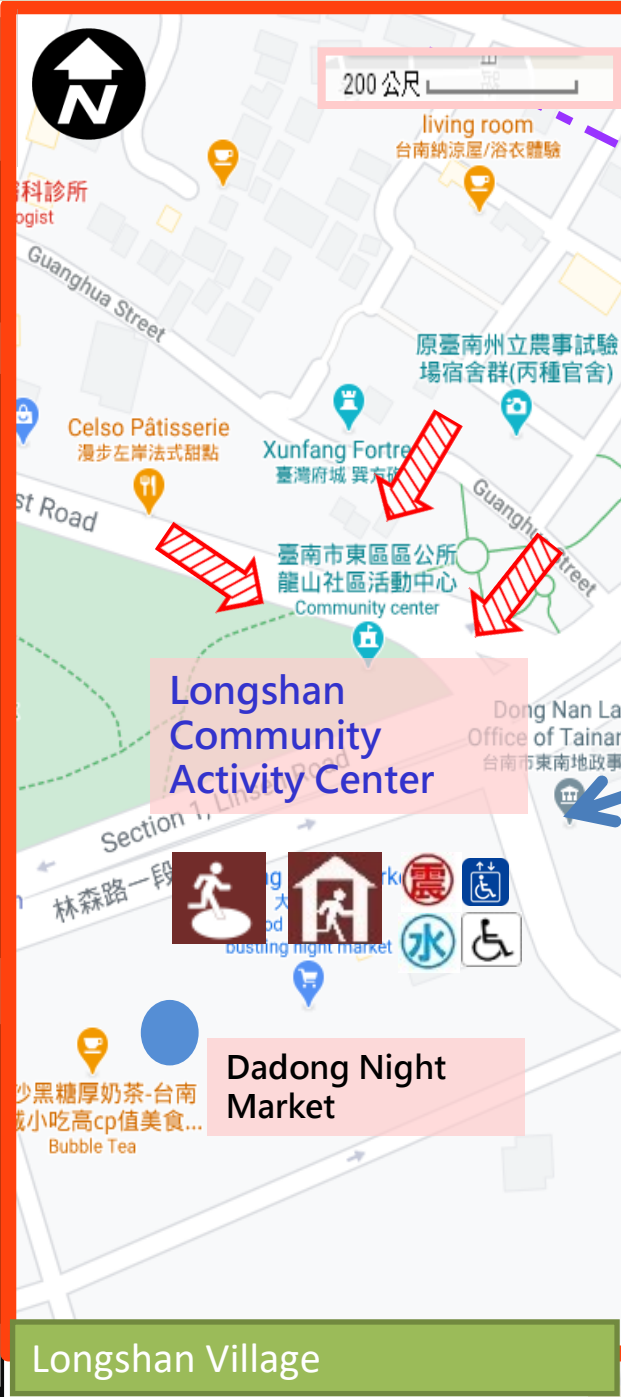 N
200公尺
living room
台南納涼屋/浴衣體驗
科診所
ogist
Guanghua Street
原臺南州立農事試驗
場宿舍群(丙種官舍)
Celso Pâtisserie
漫步左岸法式甜點
Xunfang Fortre
臺灣府城 巽方
st Road
Guanghua Street
臺南市東區區公所
龍山社區活動中心
Community center
Longshan
Community
Activity Center
Dong Nan La
Office of Tainan
台南市東南地政事
Section 1, Linsen Road
林森路一段
震
水
bustling night market
Dadong Night
Market
沙黑糖厚奶茶-台南
城小吃高cp值美食...
Bubble Tea
Longshan Village